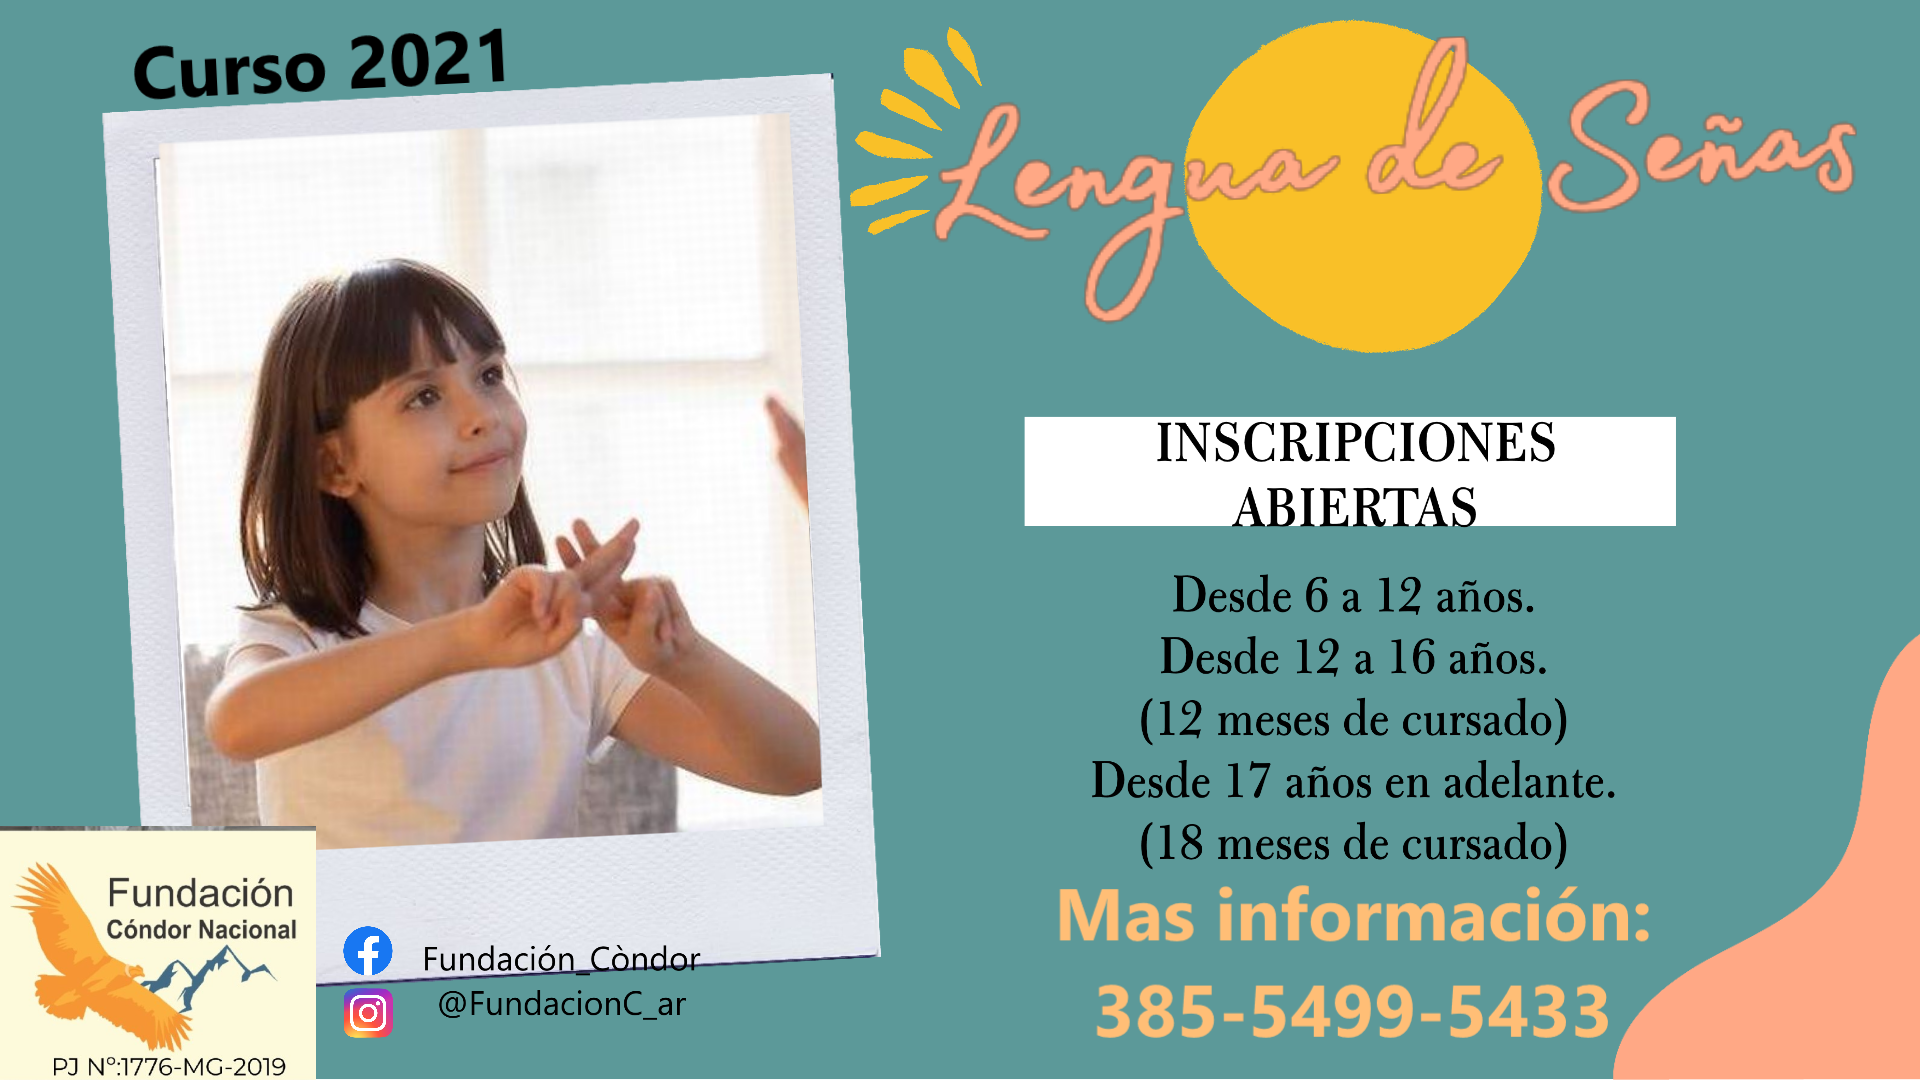 Curso 2021
Lengua de Señas
INSCRIPCIONES
ABIERTAS
Desde 6 a 12 años.
Desde 12 a 16 años.
(12 meses de cursado)
Desde 17 años en adelante.
(18 meses de cursado)
Mas información:
385-5499-5433
Fundación
Cóndor Nacional
PJ N°:1776-MG-2019
Fundación_Còndor
@FundacionC_ar